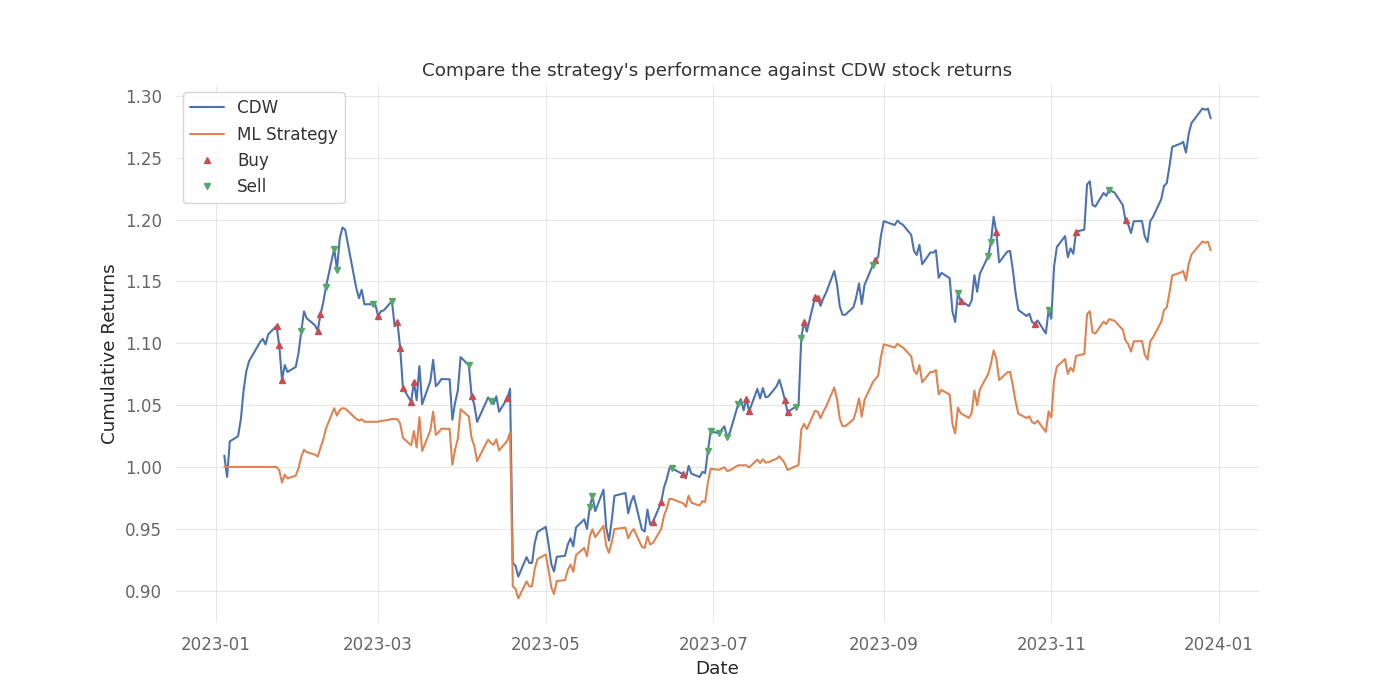 Compare the strategy's performance against CDW stock returns
CDW
ML Strategy
Buy
Sell
Cumulative Returns
1.30
1.25
1.20
1.15
1.10
1.05
1.00
0.95
0.90
2023-01
2023-03
2023-05
2023-07
2023-09
2023-11
2024-01
Date